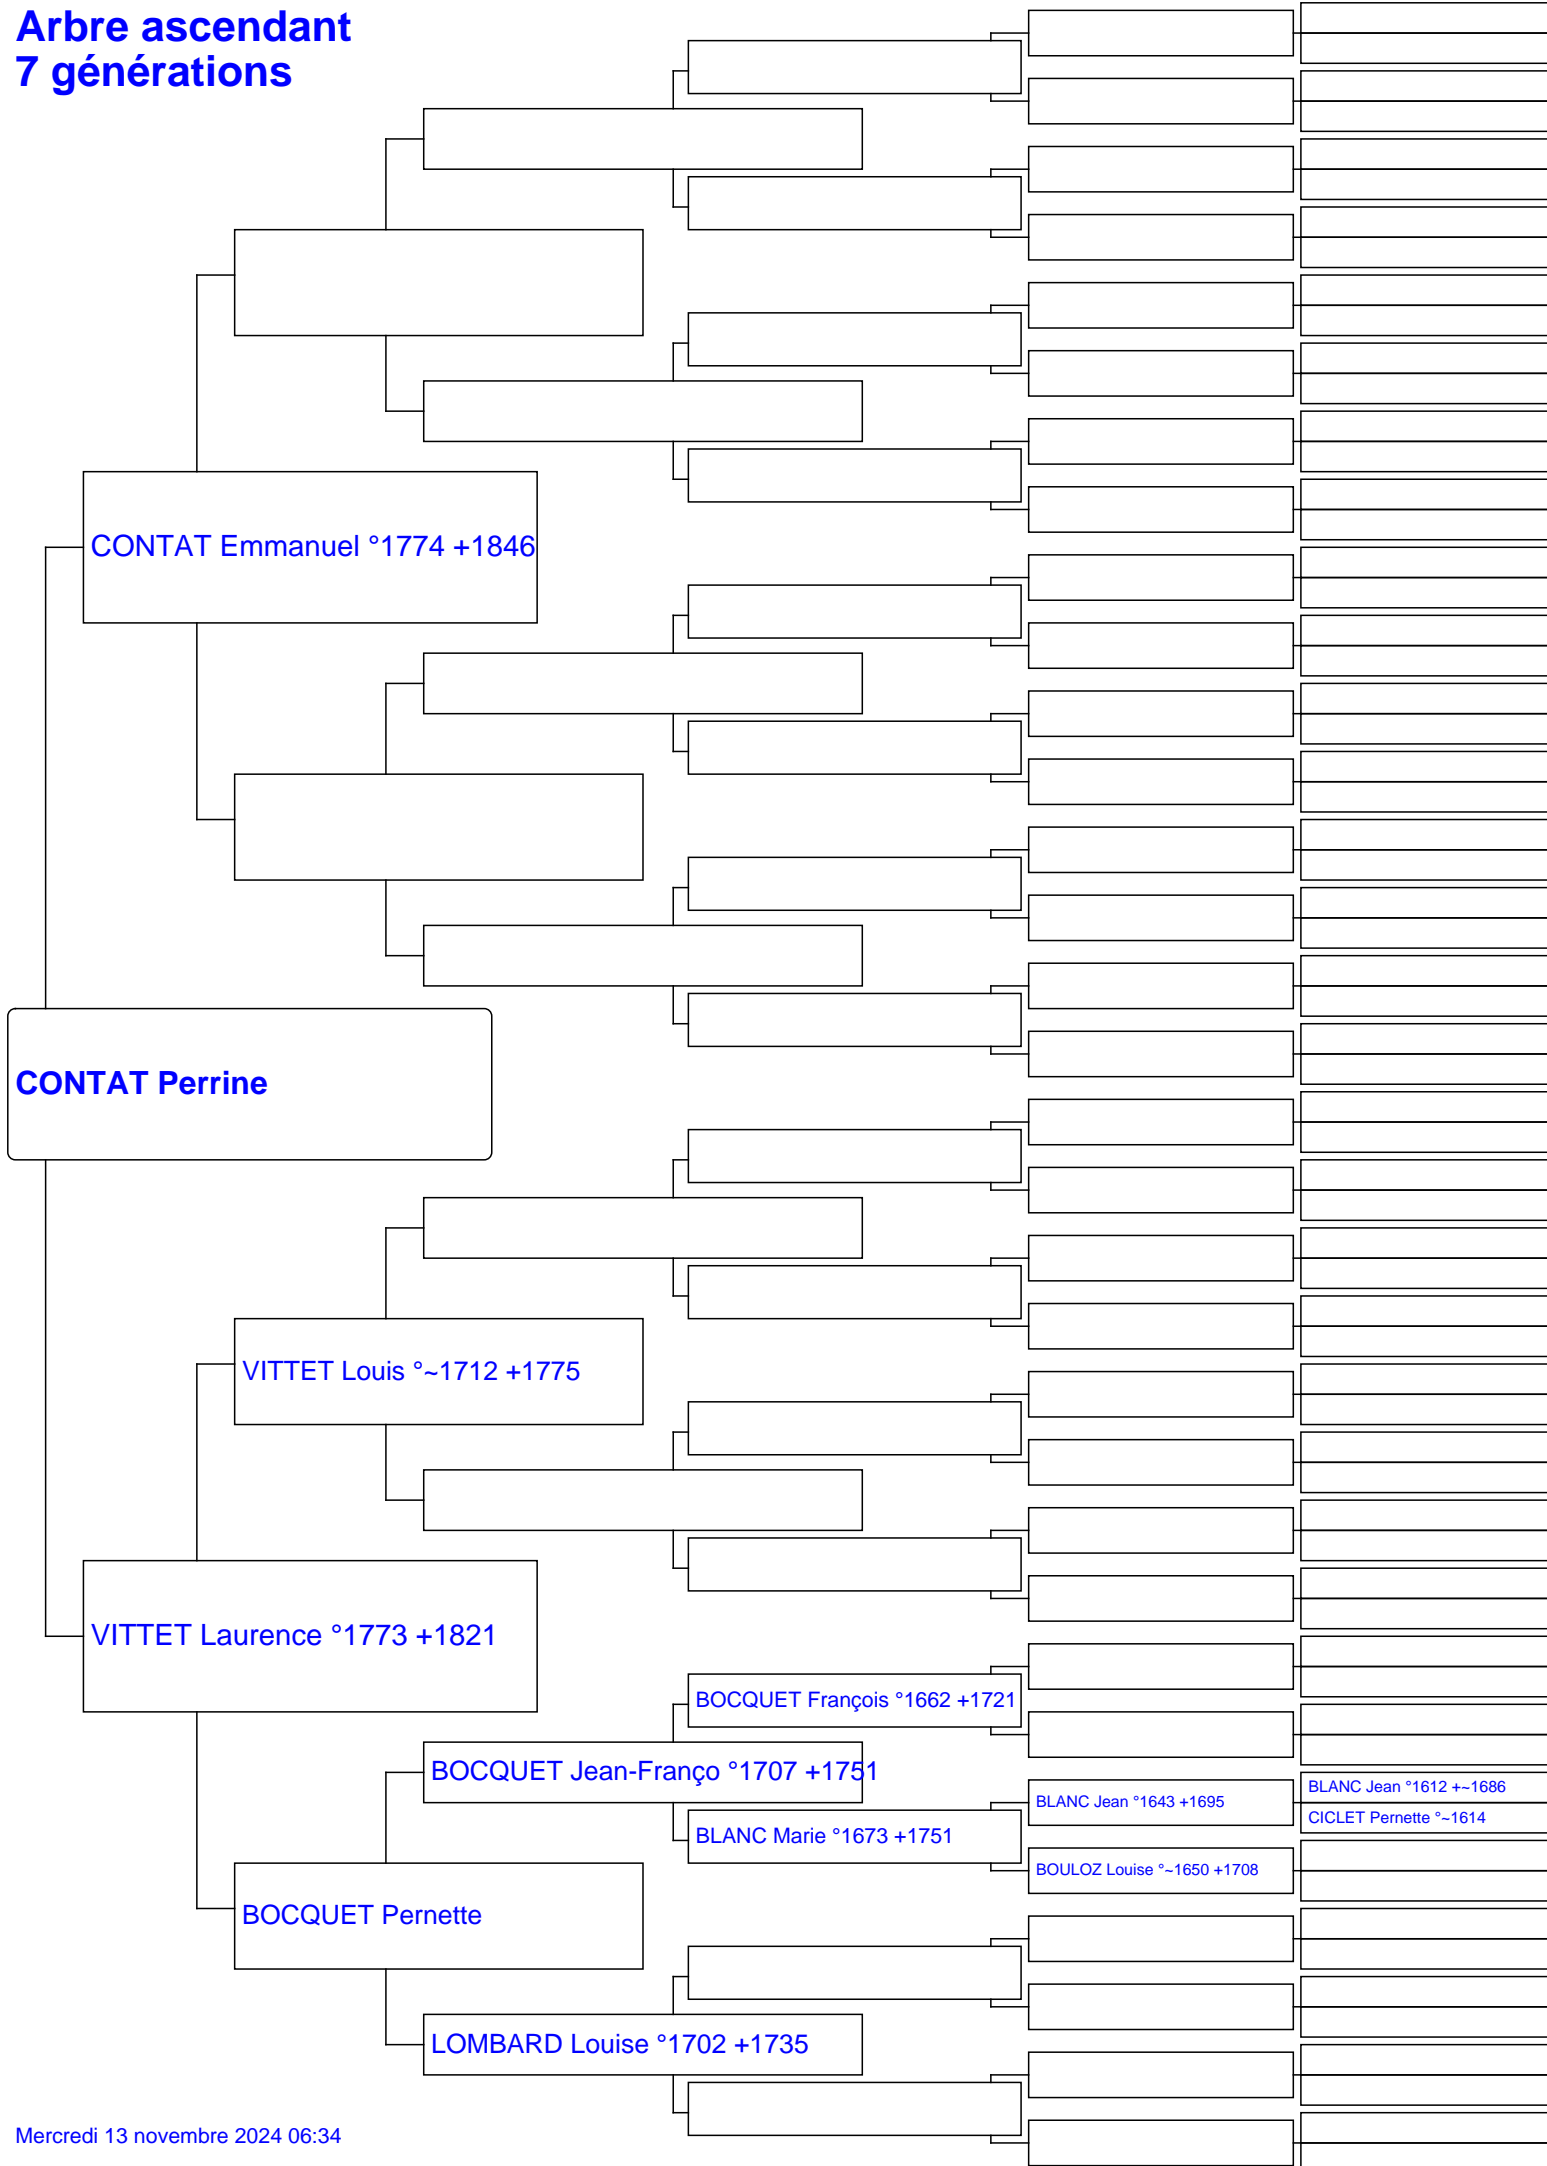 Arbre ascendant
7 générations
CONTAT Emmanuel °1774 +1846
CONTAT Perrine
VITTET Louis °~1712 +1775
VITTET Laurence °1773 +1821
BOCQUET François °1662 +1721
BOCQUET Jean-Franço °1707 +1751
BLANC Jean °1643 +1695
BLANC Jean °1612 +~1686
CICLET Pernette °~1614
BLANC Marie °1673 +1751
BOULOZ Louise °~1650 +1708
BOCQUET Pernette
LOMBARD Louise °1702 +1735
Mercredi 13 novembre 2024 06:34